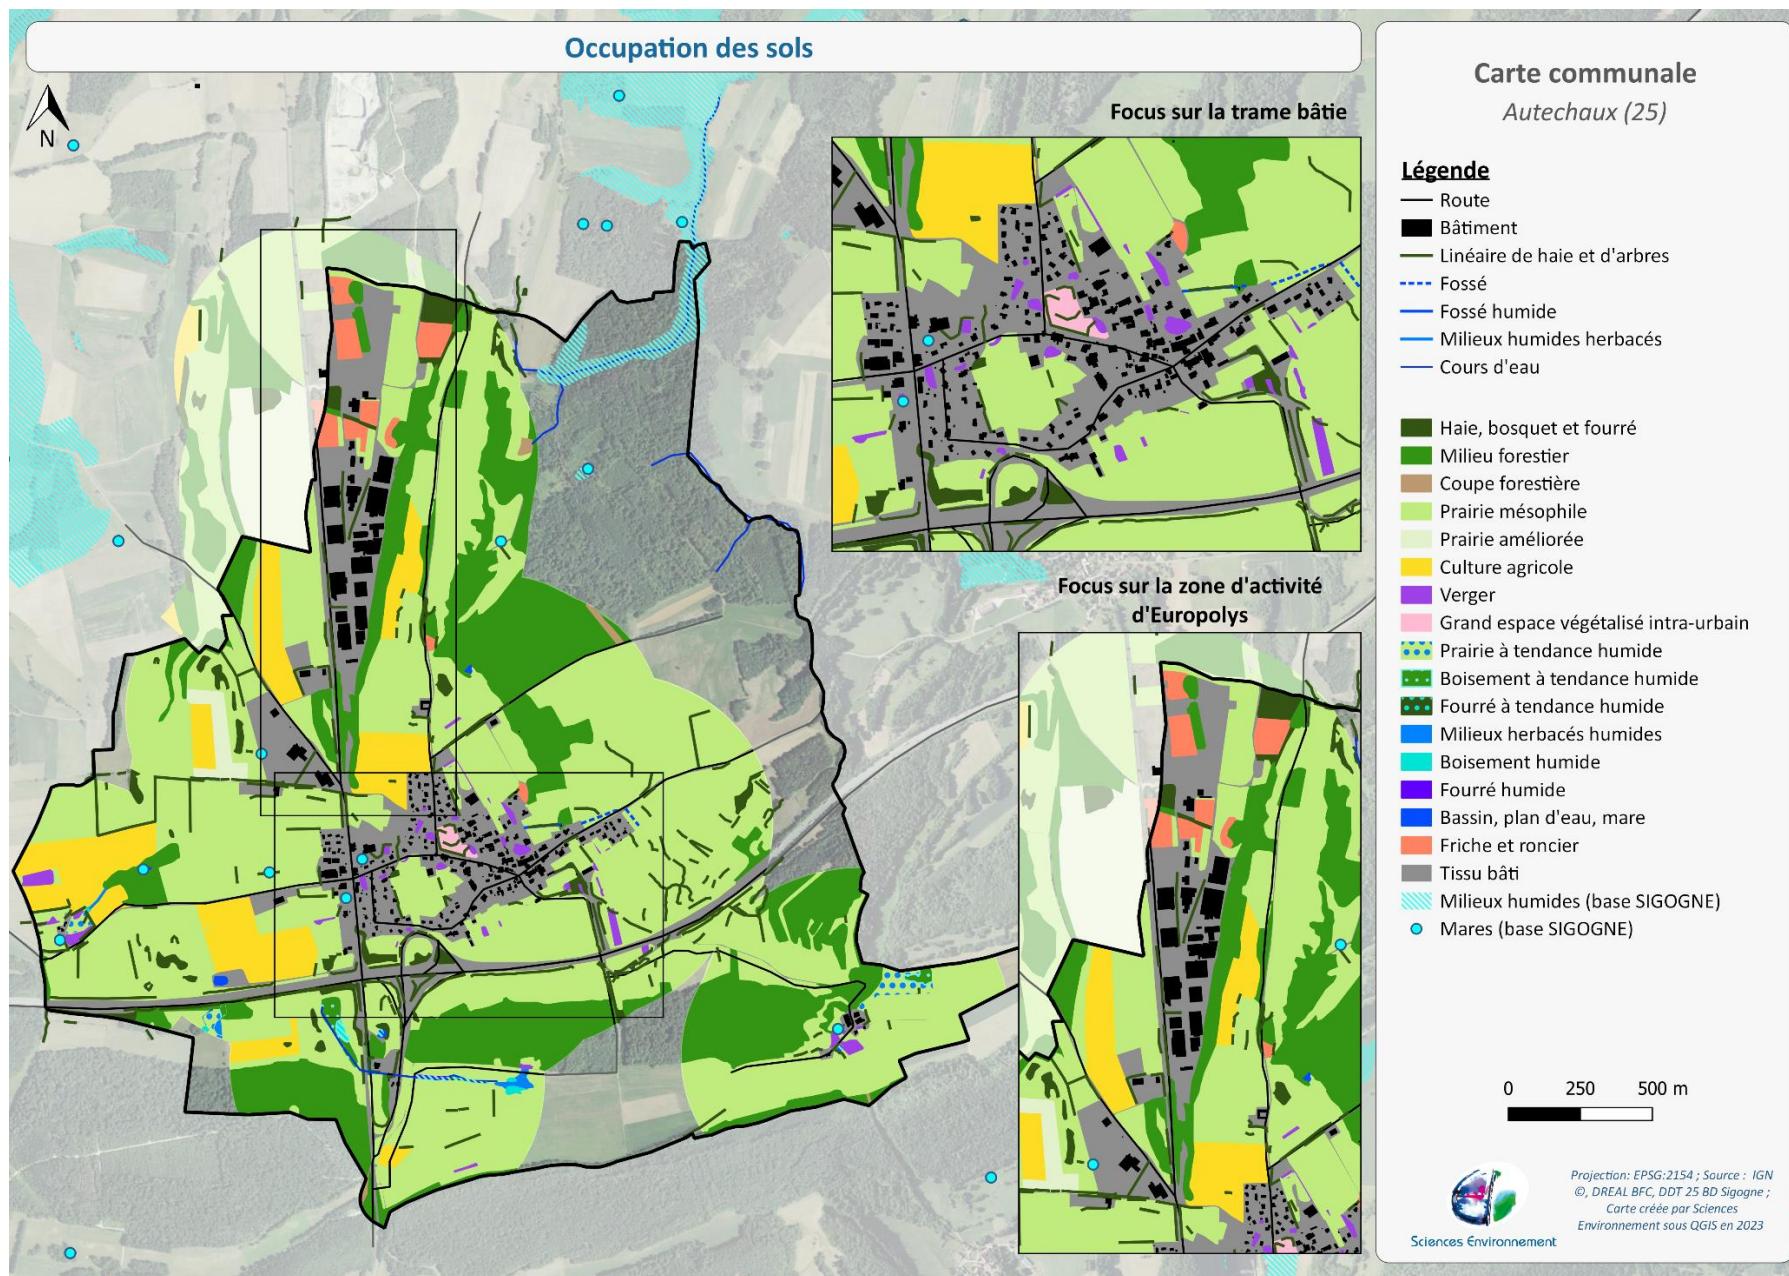 Occupation des sols
N
Focus sur la trame bâtie
Focus sur la zone d'activité
d'Europolys
Carte communale
Autechaux (25)
Légende
Route
Bâtiment
Linéaire de haie et d'arbres
Fossé
Fossé humide
Milieux humides herbacés
Cours d'eau
Haie, bosquet et fourré
Milieu forestier
Coupe forestière
Prairie mésophile
Prairie améliorée
Culture agricole
Verger
Grand espace végétalisé intra-urbain
Prairie à tendance humide
Boisement à tendance humide
Fourré à tendance humide
Milieux herbacés humides
Boisement humide
Fourré humide
Bassin, plan d'eau, mare
Friche et roncier
Tissu bâti
Milieux humides (base SIGOGNE)
Mares (base SIGOGNE)
0 250 500 m
Projection: EPSG:2154 ; Source : IGN
©, DREAL BFC, DDT 25 BD Sigogne ;
Carte créée par Sciences
Environnement sous QGIS en 2023
Sciences Environnement